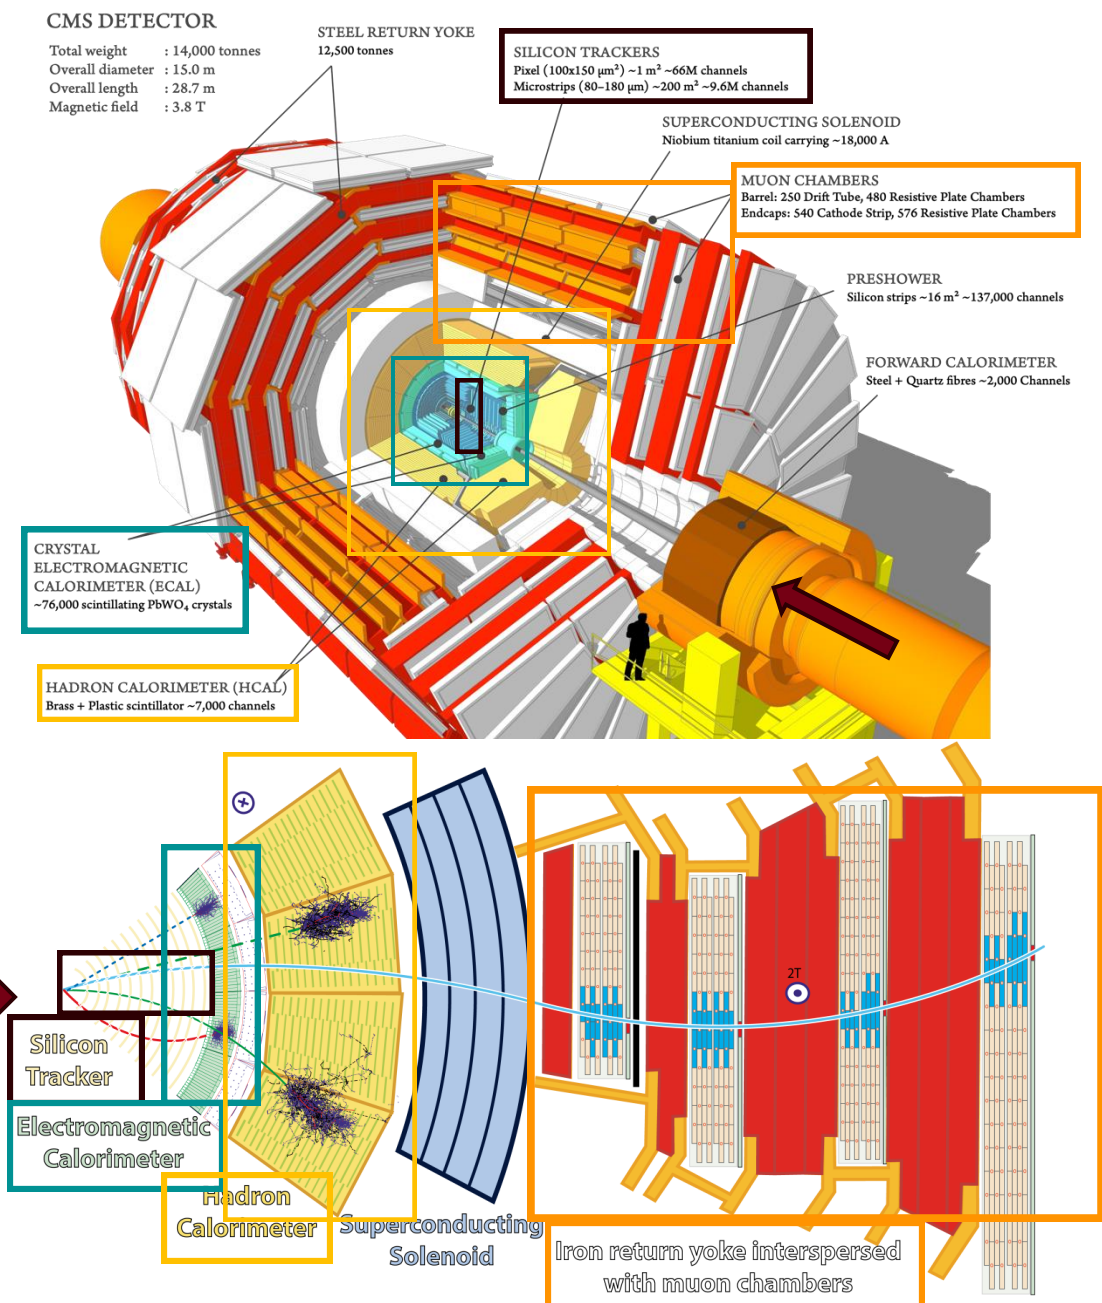 CMS DETECTOR
Total weight : 14,000 tonnes
Overall diameter : 15.0 m
Overall length : 28.7 m
Magnetic field : 3.8 T
STEEL RETURN YOKE
12,500 tonnes
SILICON TRACKERS
Pixel (100x150 μm²) ~1 m² ~66M channels
Microstrips (80–180 μm) ~200 m² ~9.6M channels
SUPERCONDUCTING SOLENOID
Niobium titanium coil carrying ~18,000 A
MUON CHAMBERS
Barrel: 250 Drift Tube, 480 Resistive Plate Chambers
Endcaps: 540 Cathode Strip, 576 Resistive Plate Chambers
PRESHOWER
Silicon strips ~16 m² ~137,000 channels
FORWARD CALORIMETER
Steel + Quartz fibres ~2,000 Channels
CRYSTAL
ELECTROMAGNETIC
CALORIMETER (ECAL)
~76,000 scintillating PbWO₄ crystals
HADRON CALORIMETER (HCAL)
Brass + Plastic scintillator ~7,000 channels
2T
Silicon
Tracker
Electromagnetic
Calorimeter
Hadron
Calorimeter
Superconducting
Solenoid
Iron return yoke interspersed
with muon chambers